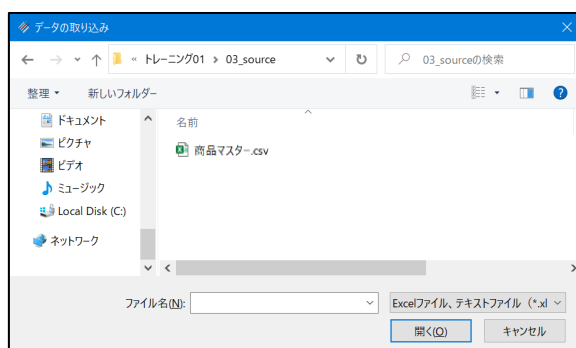 データの取り込み
« トレーニング01 > 03_source
03_sourceの検索
整理
新しいフォルダー
ドキュメント
ピクチャ
ビデオ
ミュージック
Local Disk (C:)
ネットワーク
名前
商品マスター.csv
ファイル名(N):
Excelファイル、テキストファイル (*.xl
開く(O)
キャンセル